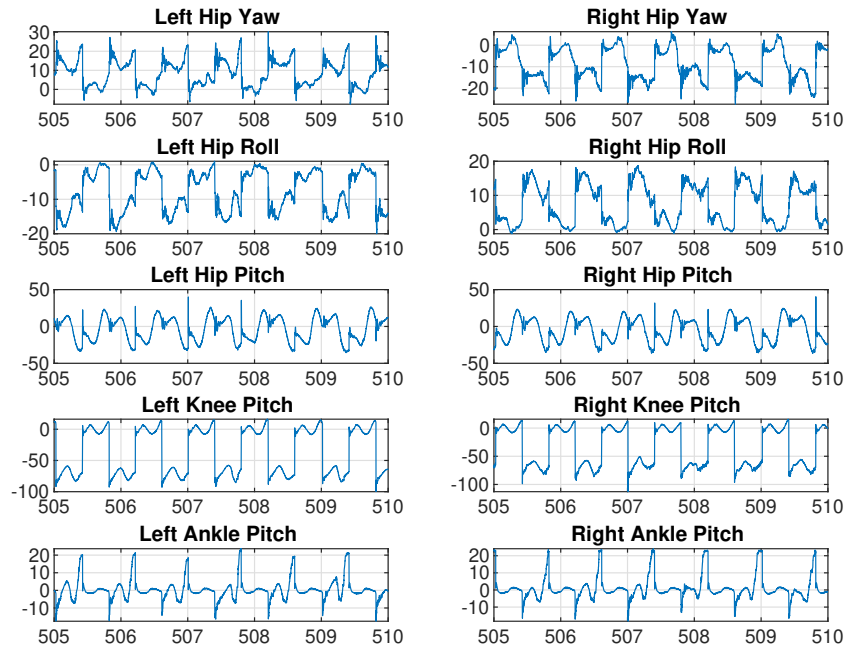 Left Hip Yaw
30
20
10
0
505 506 507 508 509 510
Right Hip Yaw
0
-10
-20
505 506 507 508 509 510
Left Hip Roll
0
-10
-20
505 506 507 508 509 510
Right Hip Roll
20
10
0
505 506 507 508 509 510
Left Hip Pitch
50
0
-50
505 506 507 508 509 510
Right Hip Pitch
50
0
-50
505 506 507 508 509 510
Left Knee Pitch
0
-50
-100
505 506 507 508 509 510
Right Knee Pitch
0
-50
-100
505 506 507 508 509 510
Left Ankle Pitch
20
10
0
-10
505 506 507 508 509 510
Right Ankle Pitch
20
10
0
-10
505 506 507 508 509 510